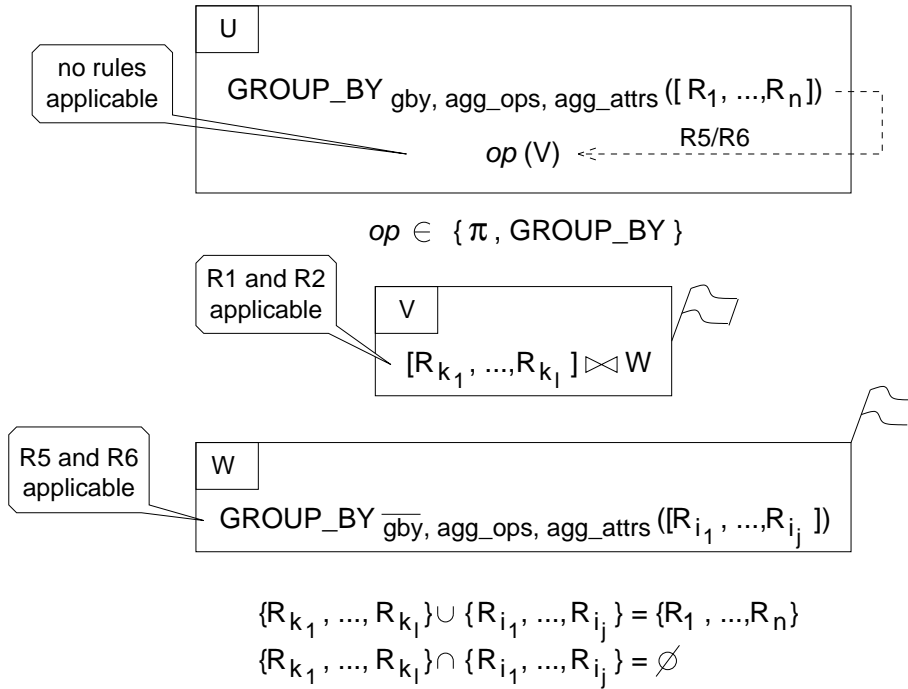 U
no rules
applicable
GROUP_BY gby, agg_ops, agg_attrs ([ R1, ...,Rn])
R5/R6
op (V)
op ∈ { π , GROUP_BY }
R1 and R2
applicable
V
[Rk1 , ...,Rkl ] ⋈ W
R5 and R6
applicable
W
GROUP_BY g̅b̅y̅, agg_ops, agg_attrs ([Ri1 , ...,Rij ])
{Rk1 , ..., Rkl} ∪ {Ri1 , ...,Rij } = {R1 , ...,Rn}
{Rk1 , ..., Rkl} ∩ {Ri1 , ...,Rij } = ∅